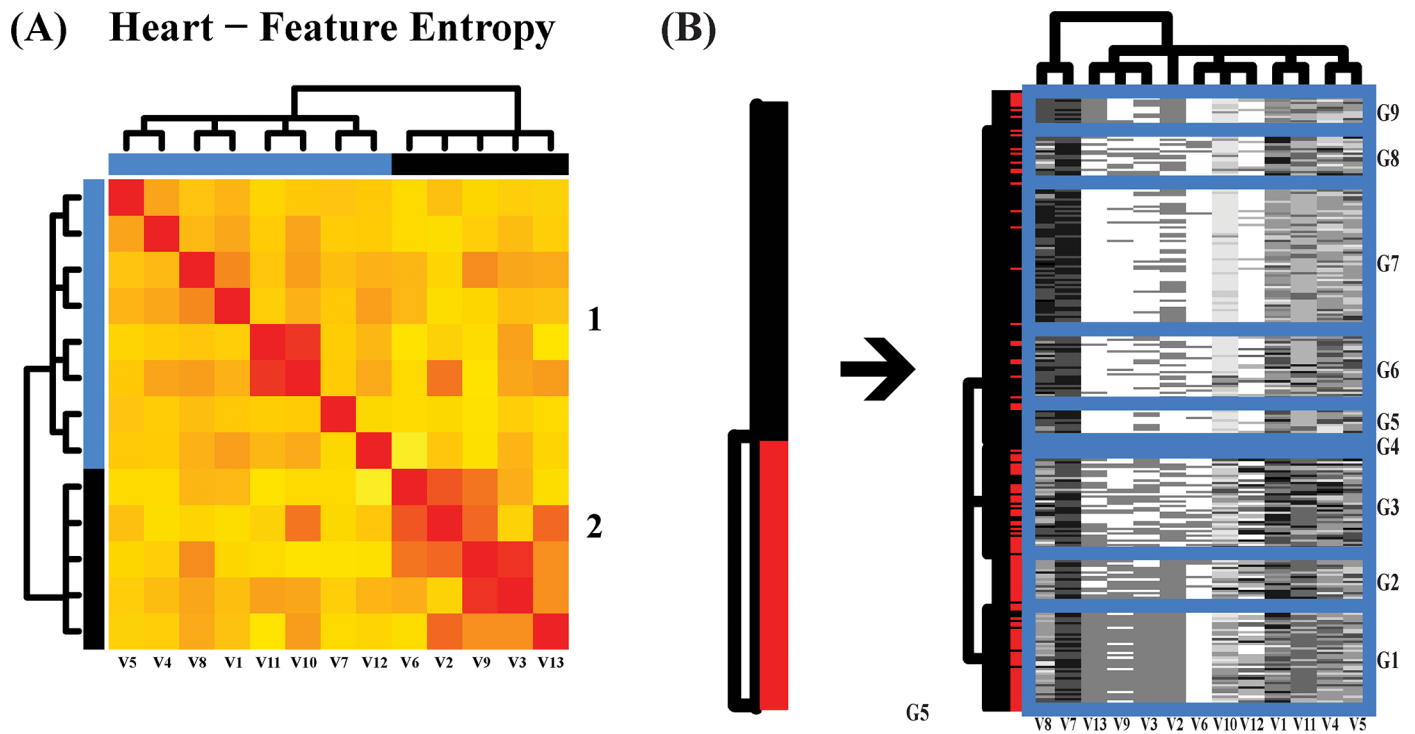 (A) Heart − Feature Entropy
1
2
V5 V4 V8 V1 V11 V10 V7 V12 V6 V2 V9 V3 V13
(B)
G9
G8
G7
G6
G5
G4
G3
G2
G1
G5
V8 V7 V13 V9 V3 V2 V6 V10 V12 V1 V11 V4 V5